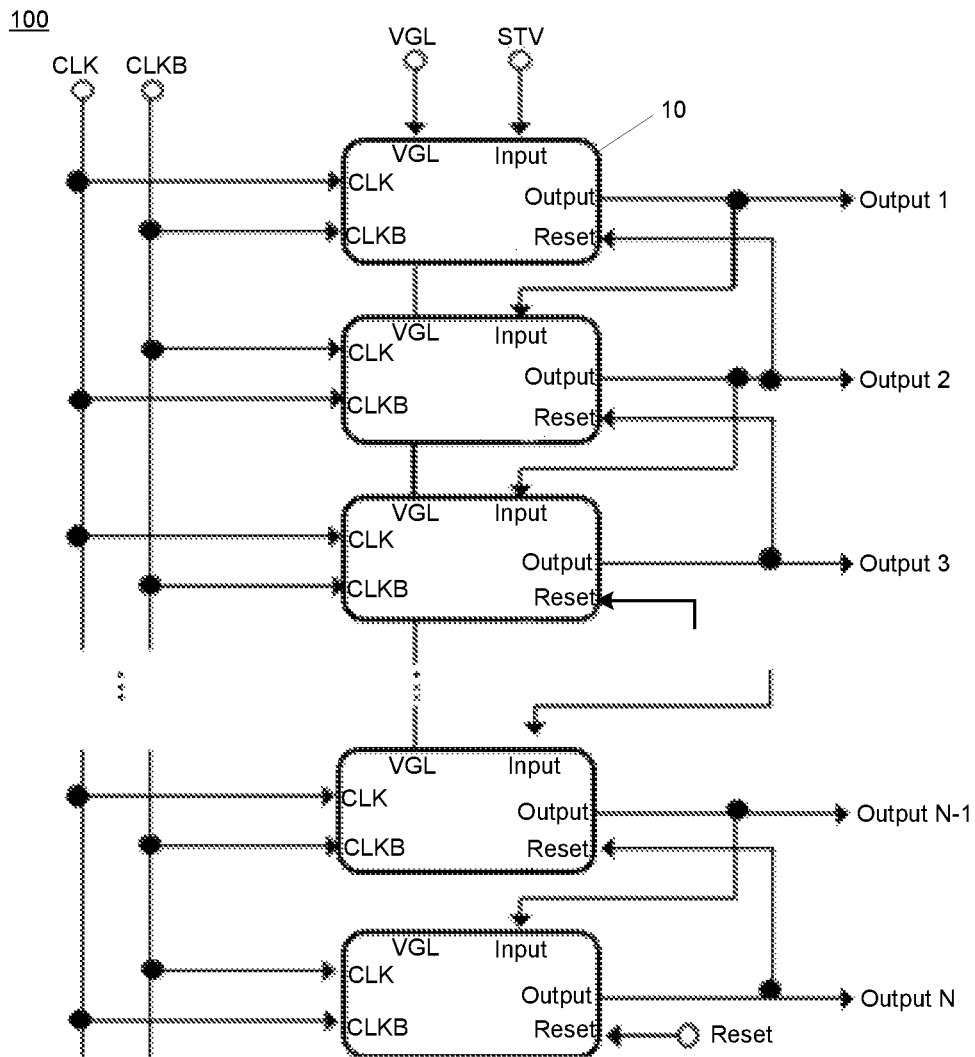 100
VGL STV
CLK CLKB
10
VGL Input
CLK
Output Output 1
CLKB Reset
VGL Input
CLK
Output Output 2
CLKB Reset
VGL Input
CLK
Output Output 3
CLKB Reset
VGL Input
CLK
Output Output N-1
CLKB Reset
VGL Input
CLK
Output Output N
CLKB Reset Reset